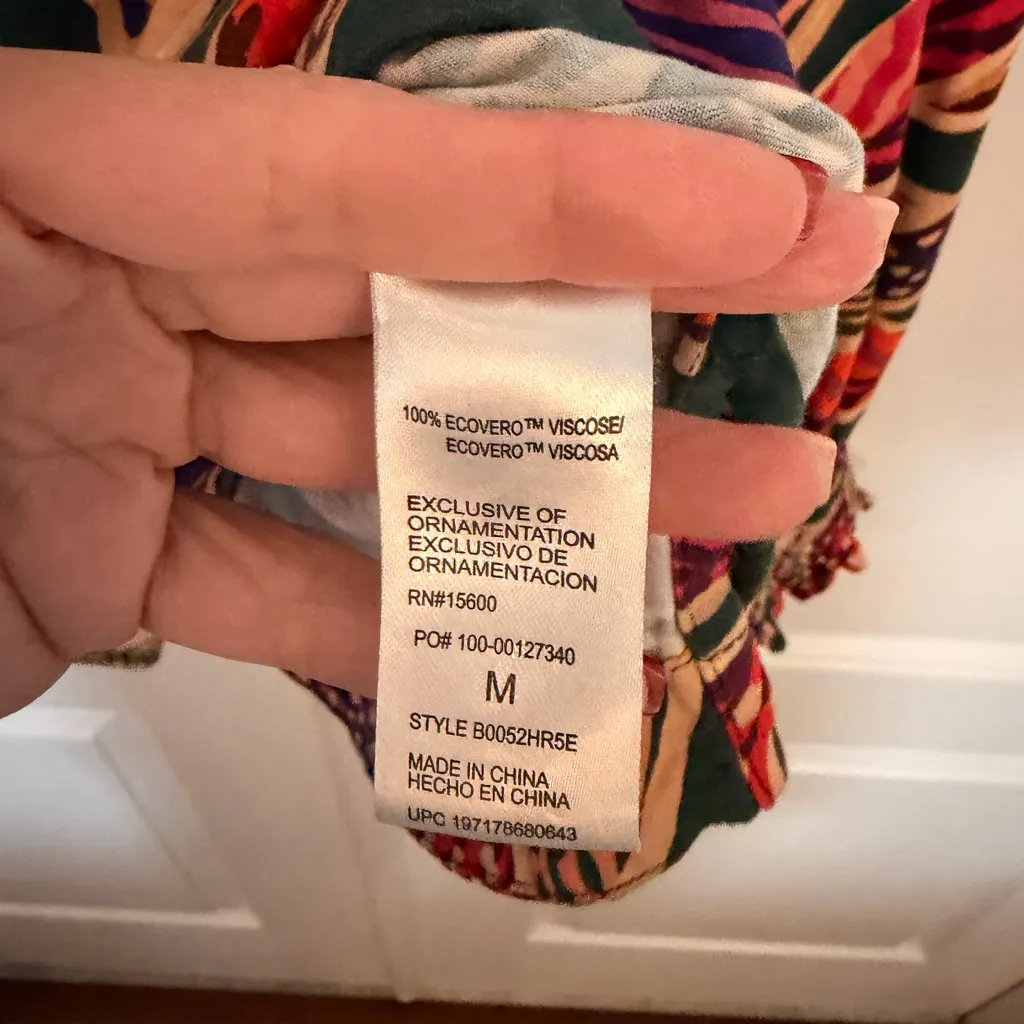 100% ECOVERO™ VISCOSE/
ECOVERO™ VISCOSA
EXCLUSIVE OF
ORNAMENTATION
EXCLUSIVO DE
ORNAMENTACION
RN#15600
PO# 100-00127340
M
STYLE B0052HR5E
MADE IN CHINA
HECHO EN CHINA
UPC 197178680643